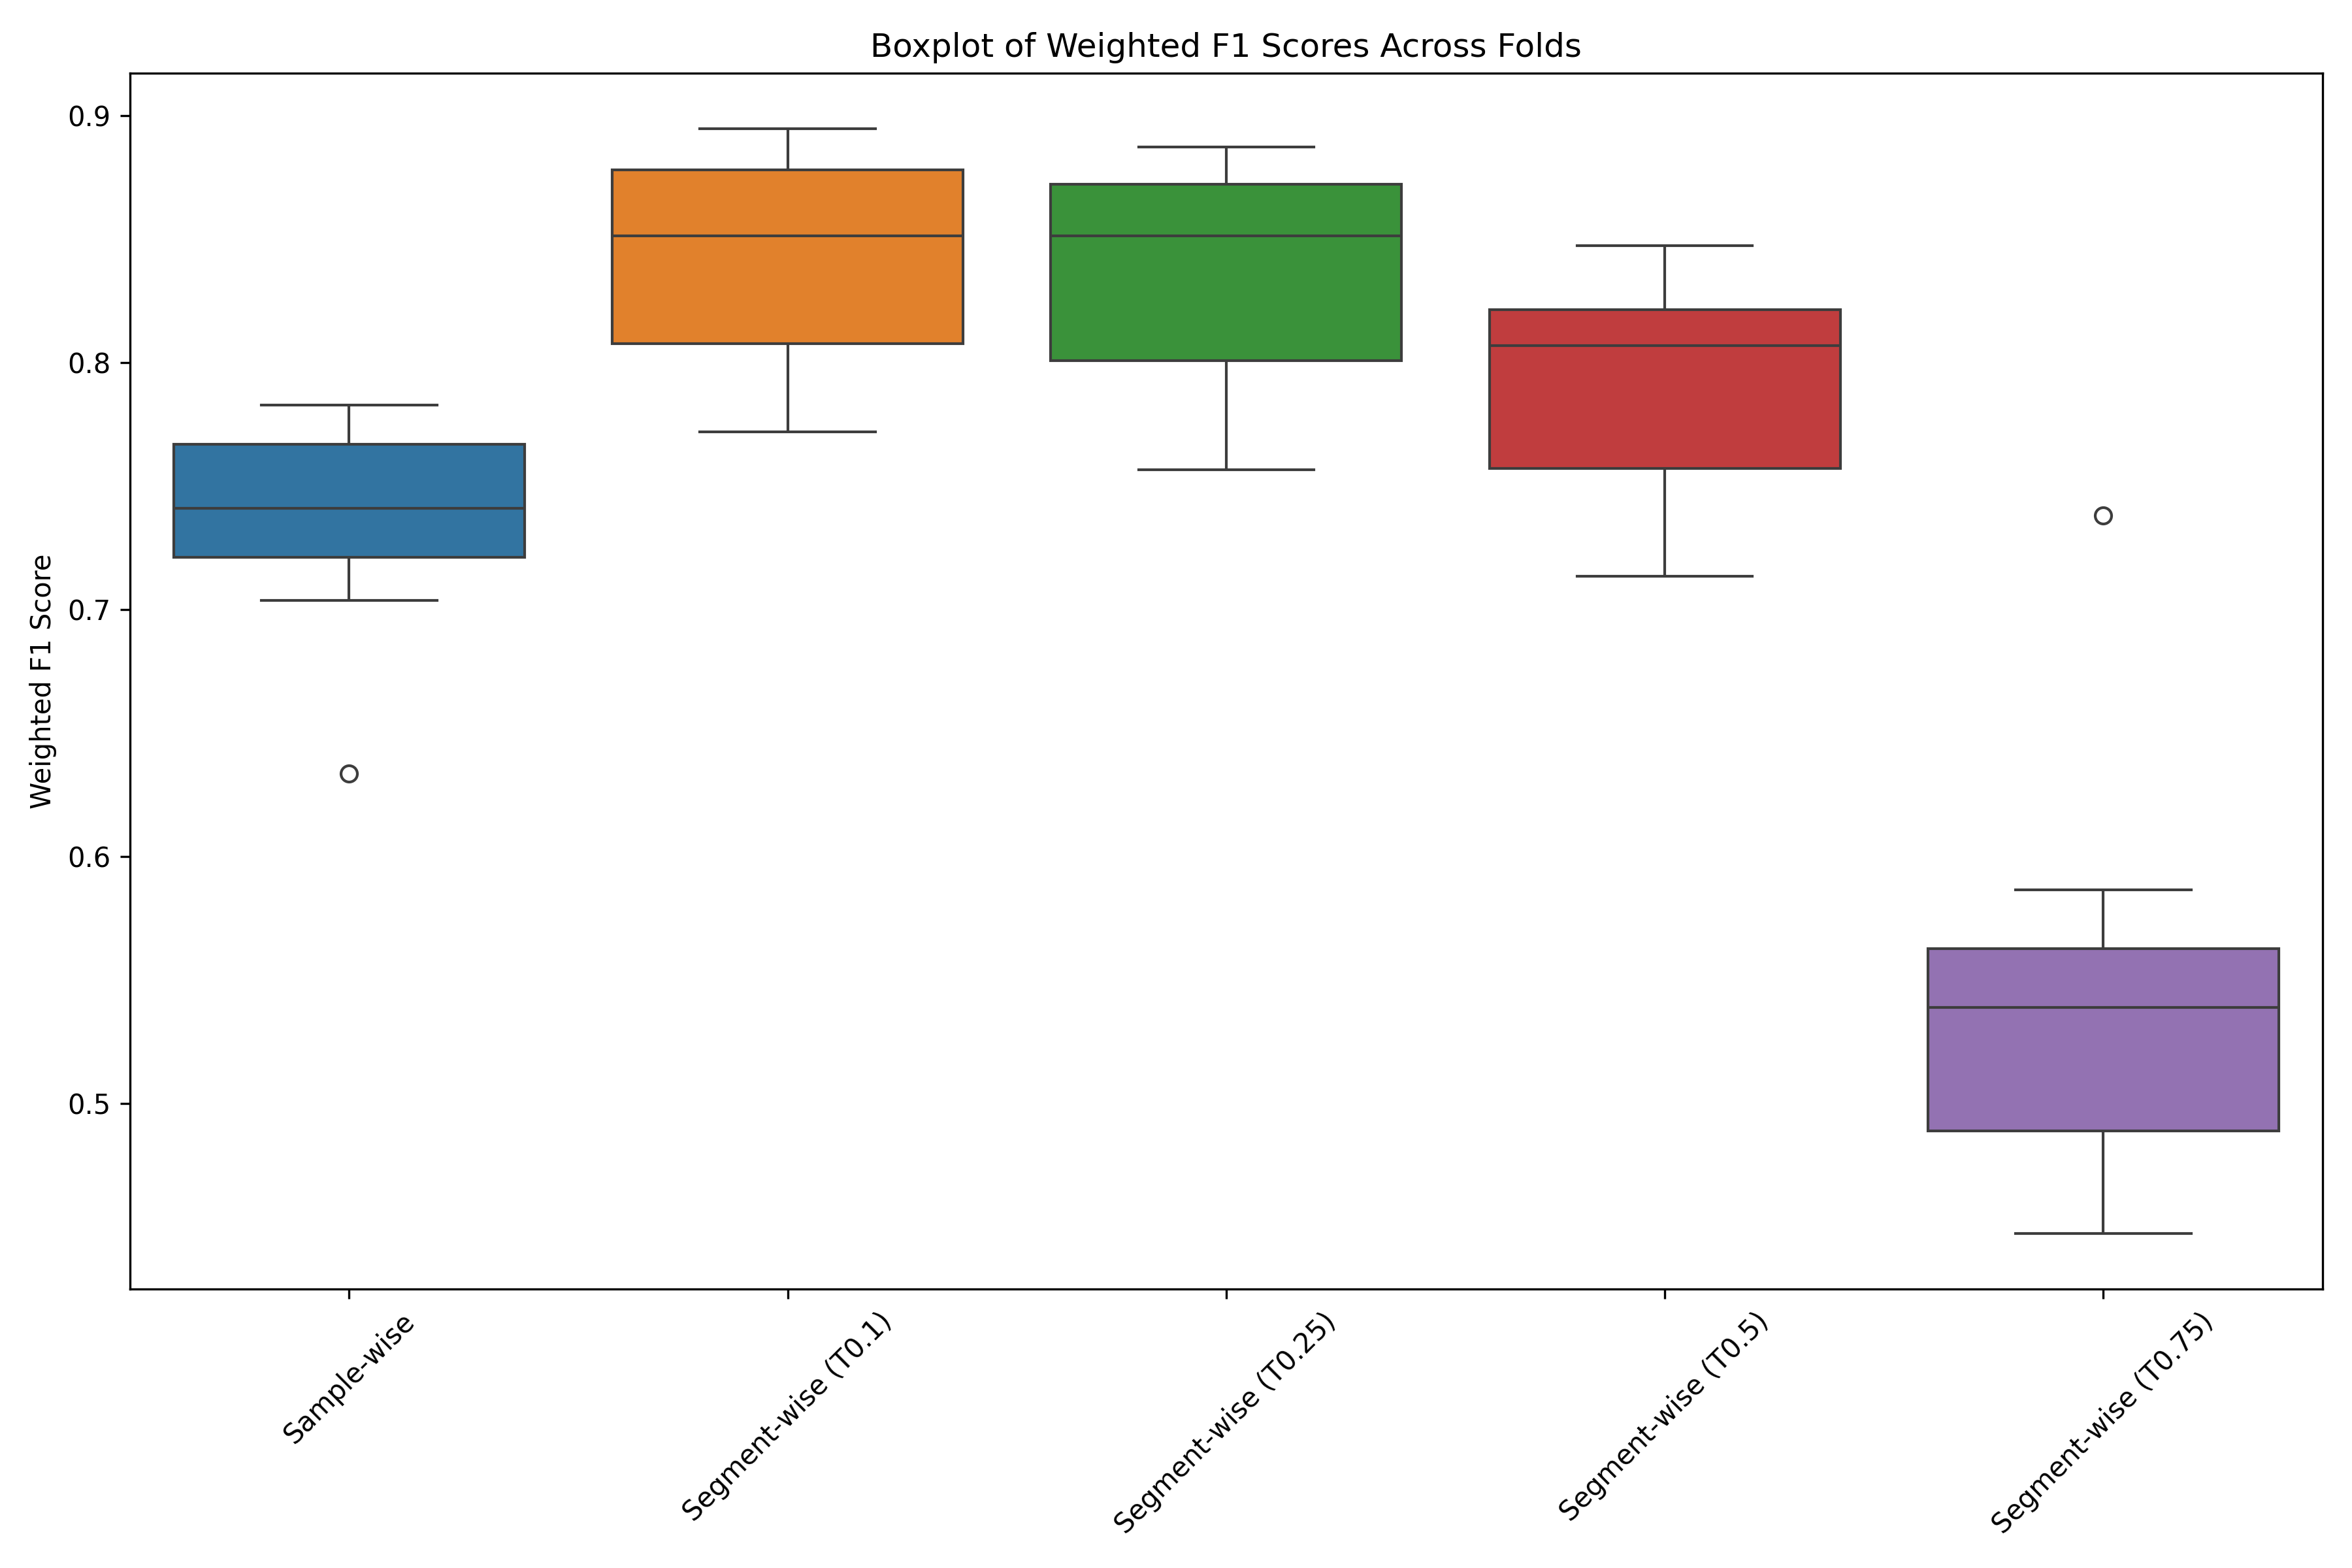 Boxplot of Weighted F1 Scores Across Folds
Weighted F1 Score
0.9
0.8
0.7
0.6
0.5
Sample-wise
Segment-wise (T0.1)
Segment-wise (T0.25)
Segment-wise (T0.5)
Segment-wise (T0.75)